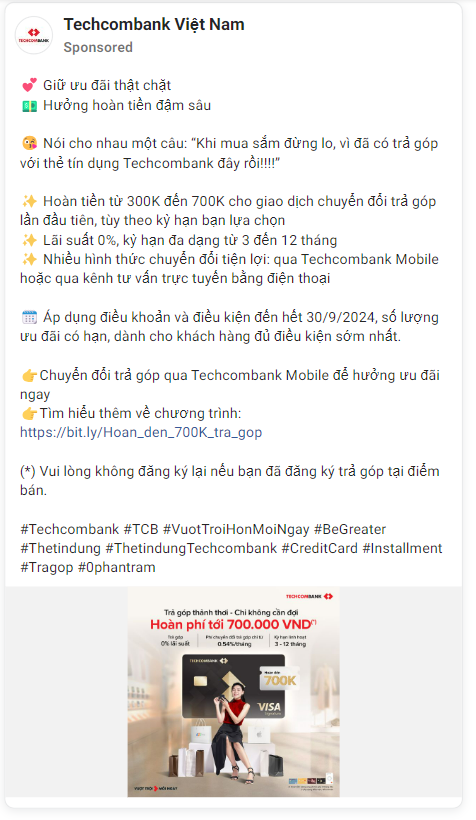 TECHCOMBANK
Techcombank Việt Nam
Sponsored
💕 Giữ ưu đãi thật chặt
💵 Hưởng hoàn tiền đậm sâu
😘 Nói cho nhau một câu: “Khi mua sắm đừng lo, vì đã có trả góp
với thẻ tín dụng Techcombank đây rồi!!!!”
✨ Hoàn tiền từ 300K đến 700K cho giao dịch chuyển đổi trả góp
lần đầu tiên, tùy theo kỳ hạn bạn lựa chọn
✨ Lãi suất 0%, kỳ hạn đa dạng từ 3 đến 12 tháng
✨ Nhiều hình thức chuyển đổi tiện lợi: qua Techcombank Mobile
hoặc qua kênh tư vấn trực tuyến bằng điện thoại
🗓️ Áp dụng điều khoản và điều kiện đến hết 30/9/2024, số lượng
ưu đãi có hạn, dành cho khách hàng đủ điều kiện sớm nhất.
👉Chuyển đổi trả góp qua Techcombank Mobile để hưởng ưu đãi
ngay
👉Tìm hiểu thêm về chương trình:
https://bit.ly/Hoan_den_700K_tra_gop
(*) Vui lòng không đăng ký lại nếu bạn đã đăng ký trả góp tại điểm
bán.
#Techcombank #TCB #VuotTroiHonMoiNgay #BeGreater
#Thetindung #ThetindungTechcombank #CreditCard #Installment
#Tragop #0phantram
TECHCOMBANK
Trả góp thảnh thơi - Chi không cần đợi
Hoàn phí tới 700.000 VND(*)
Trả góp
0% lãi suất
Phí chuyển đổi trả góp chỉ từ
0.54%/tháng
Kỳ hạn linh hoạt
3 - 12 tháng
TECHCOMBANK
Hoàn đến
700K
VISA
Signature
VƯỢT TRỘI HƠN MỖI NGÀY